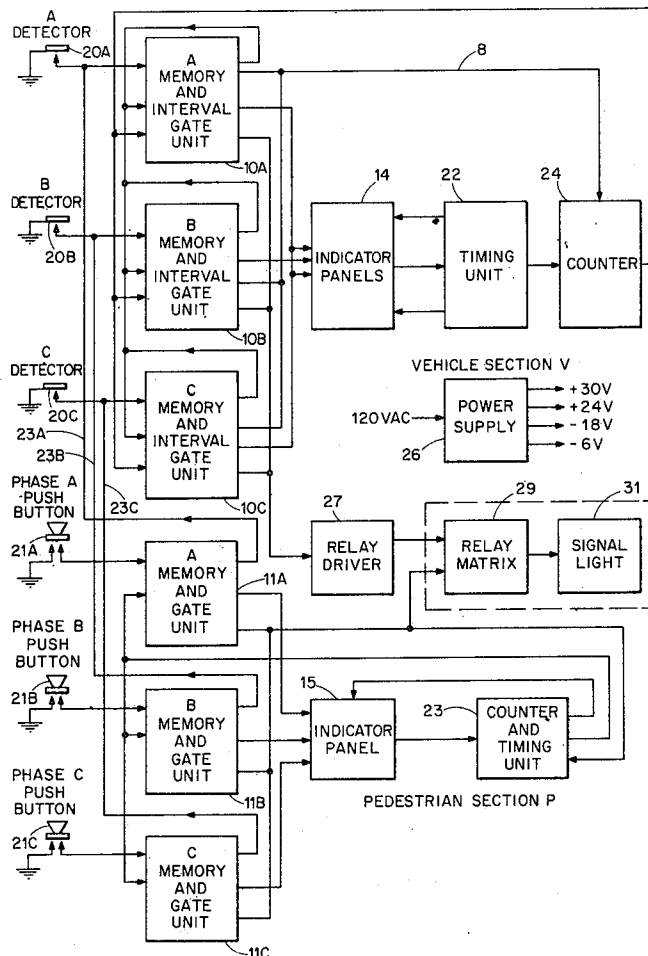 A
DETECTOR
20A
A
MEMORY
AND
INTERVAL
GATE
UNIT
10A
8
B
DETECTOR
20B
B
MEMORY
AND
INTERVAL
GATE
UNIT
10B
14
INDICATOR
PANELS
22
TIMING
UNIT
24
COUNTER
C
DETECTOR
20C
C
MEMORY
AND
INTERVAL
GATE
UNIT
10C
VEHICLE SECTION V
120VAC
POWER
SUPPLY
26
+30V
+24V
-18V
-6V
23A
23B
23C
PHASE A
PUSH
BUTTON
21A
A
MEMORY
AND
GATE
UNIT
11A
27
RELAY
DRIVER
29
RELAY
MATRIX
31
SIGNAL
LIGHT
PHASE B
PUSH
BUTTON
21B
B
MEMORY
AND
GATE
UNIT
11B
15
INDICATOR
PANEL
23
COUNTER
AND
TIMING
UNIT
PEDESTRIAN SECTION P
PHASE C
PUSH
BUTTON
21C
C
MEMORY
AND
GATE
UNIT
11C